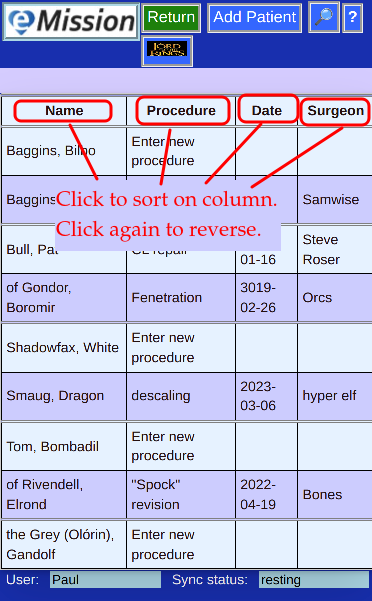 eMission Return Add Patient ?
LORD OF THE RINGS
Name Procedure Date Surgeon
Baggins, Bilbo Enter new
procedure
Baggins Samwise
Click to sort on column.
Click again to reverse.
Bull, Pat CL repair 01-16 Steve
Roser
of Gondor, Boromir Fenetration 3019-
02-26 Orcs
Shadowfax, White Enter new
procedure
Smaug, Dragon descaling 2023-
03-06 hyper elf
Tom, Bombadil Enter new
procedure
of Rivendell, Elrond "Spock"
revision 2022-
04-19 Bones
the Grey (Olórin), Gandolf Enter new
procedure
User: Paul Sync status: resting